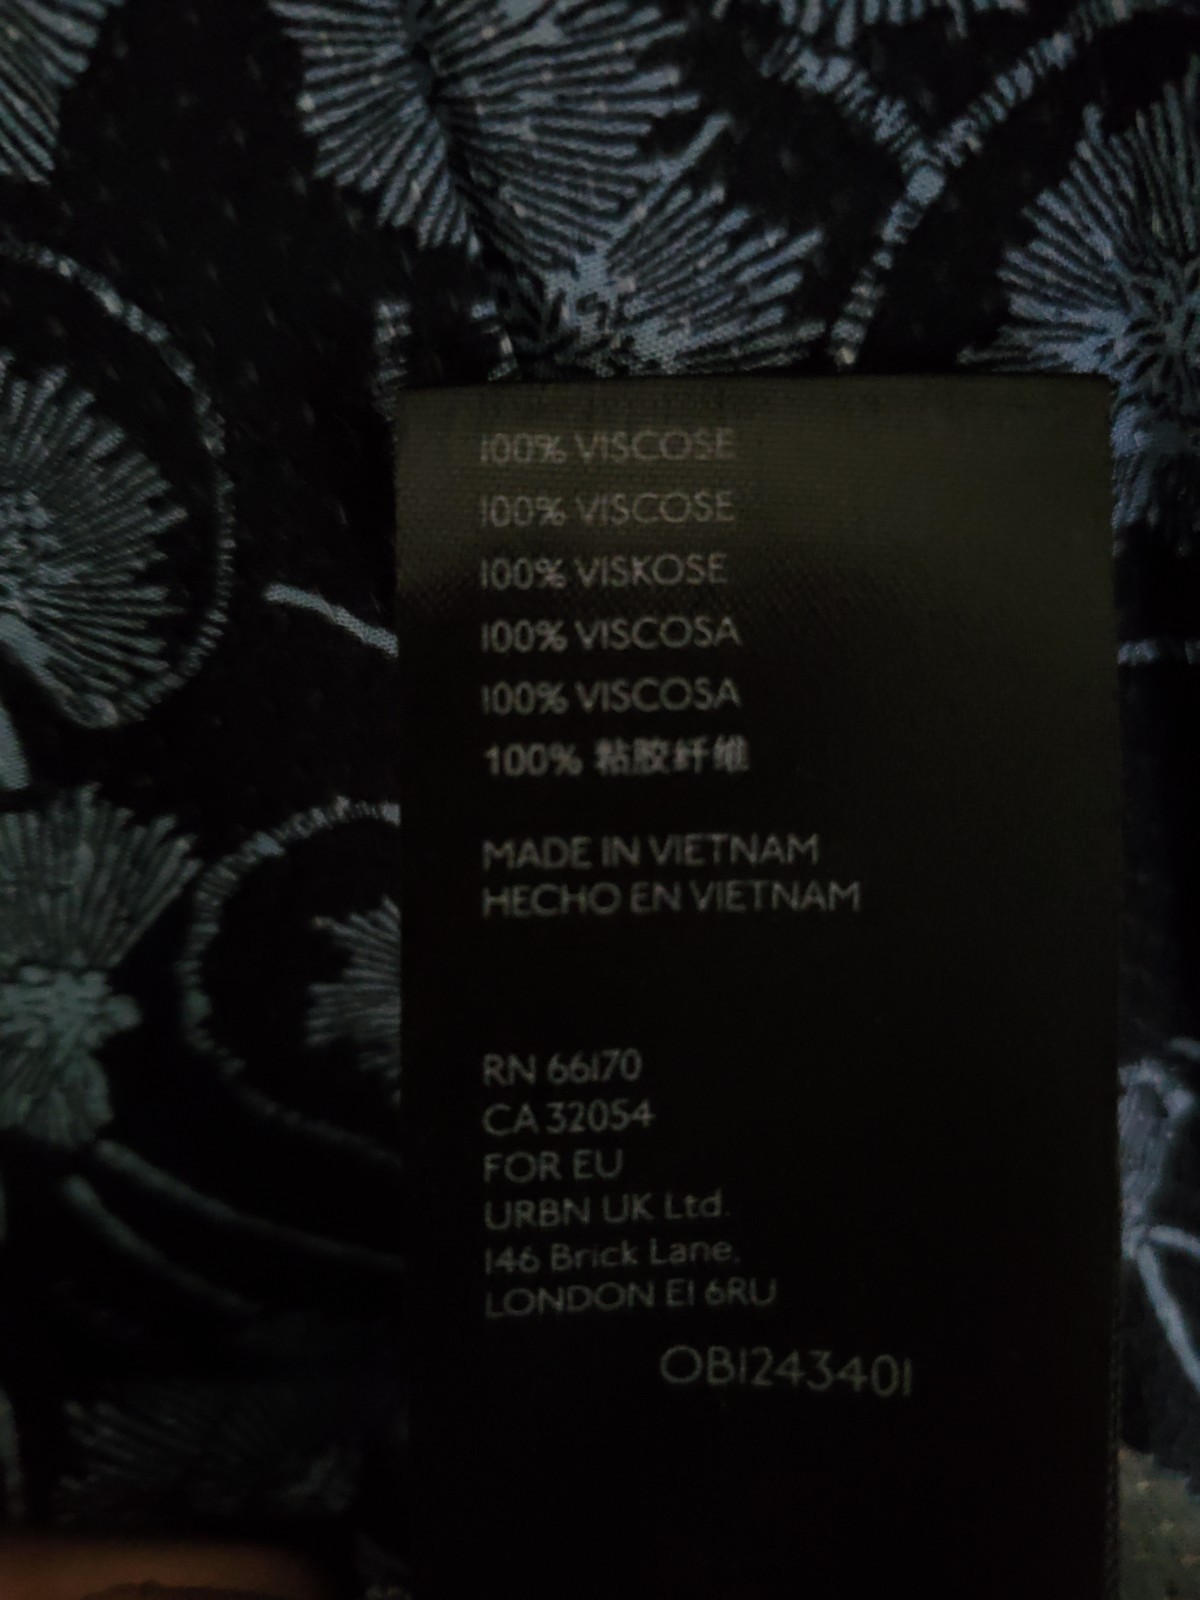 100% VISCOSE
100% VISCOSE
100% VISKOSE
100% VISCOSA
100% VISCOSA
100% 粘胶纤维
MADE IN VIETNAM
HECHO EN VIETNAM
RN 66170
CA 32054
FOR EU
URBN UK Ltd.
146 Brick Lane.
LONDON E1 6RU
OB1243401